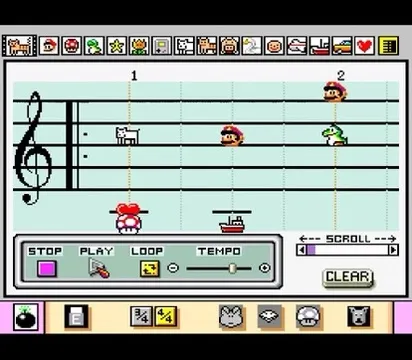 1 2
STOP PLAY LOOP TEMPO
SCROLL
CLEAR
3/4 4/4